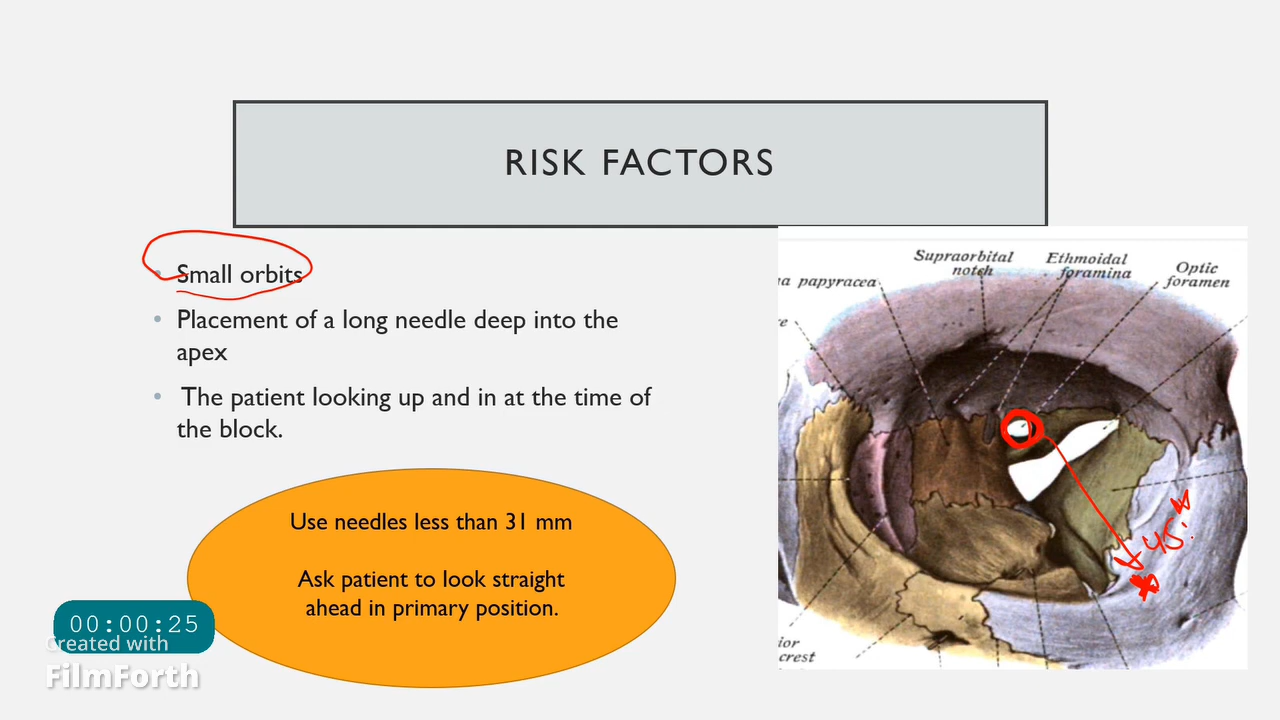 RISK FACTORS
• Small orbits
• Placement of a long needle deep into the
apex
• The patient looking up and in at the time of
the block.
Use needles less than 31 mm
Ask patient to look straight
ahead in primary position.
Supraorbital
notch
Ethmoidal
foramina
Optic
foramen
a papyracea
45
ior
crest
00:00:25
Created with
FilmForth